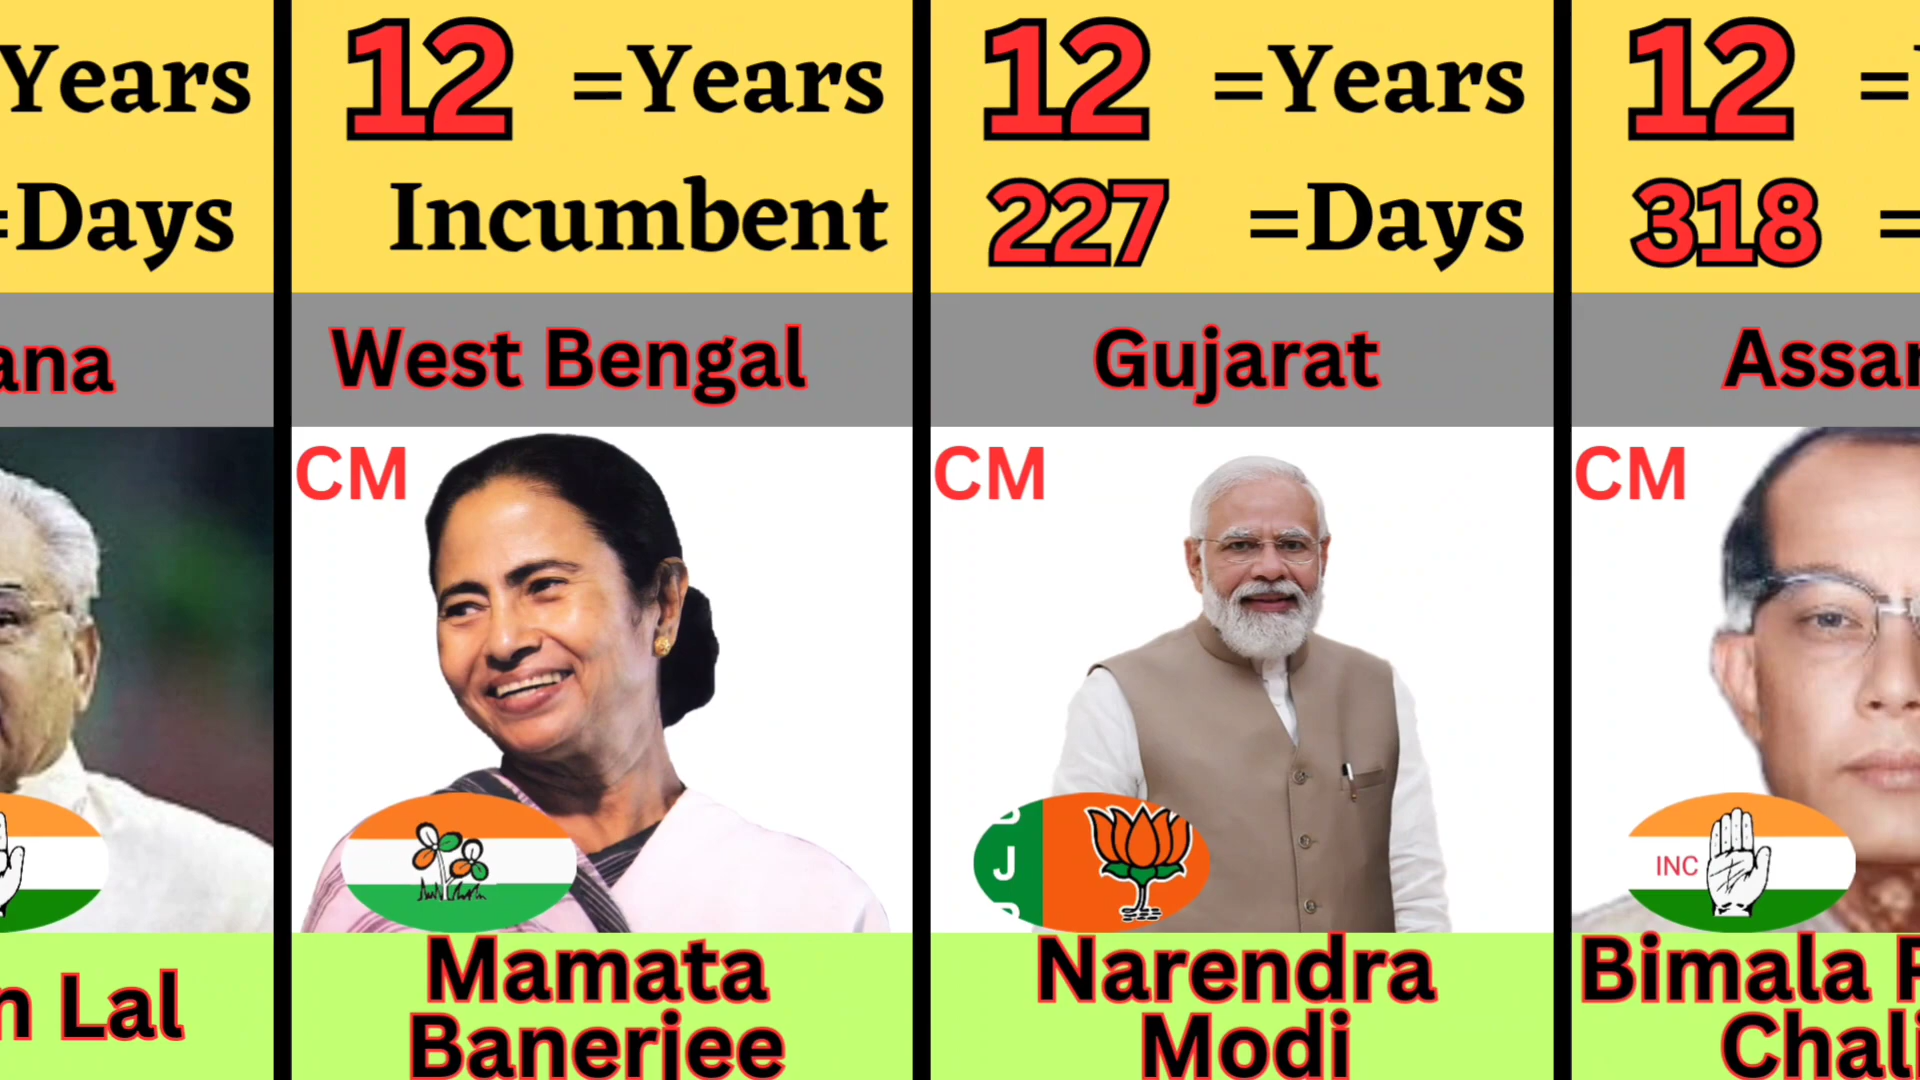 Years
=Days
ana
n Lal
12 =Years
Incumbent
West Bengal
CM
Mamata
Banerjee
12 =Years
227 =Days
Gujarat
CM
J
Narendra
Modi
12 =
318 =
Assa
CM
INC
Bimala
Chali